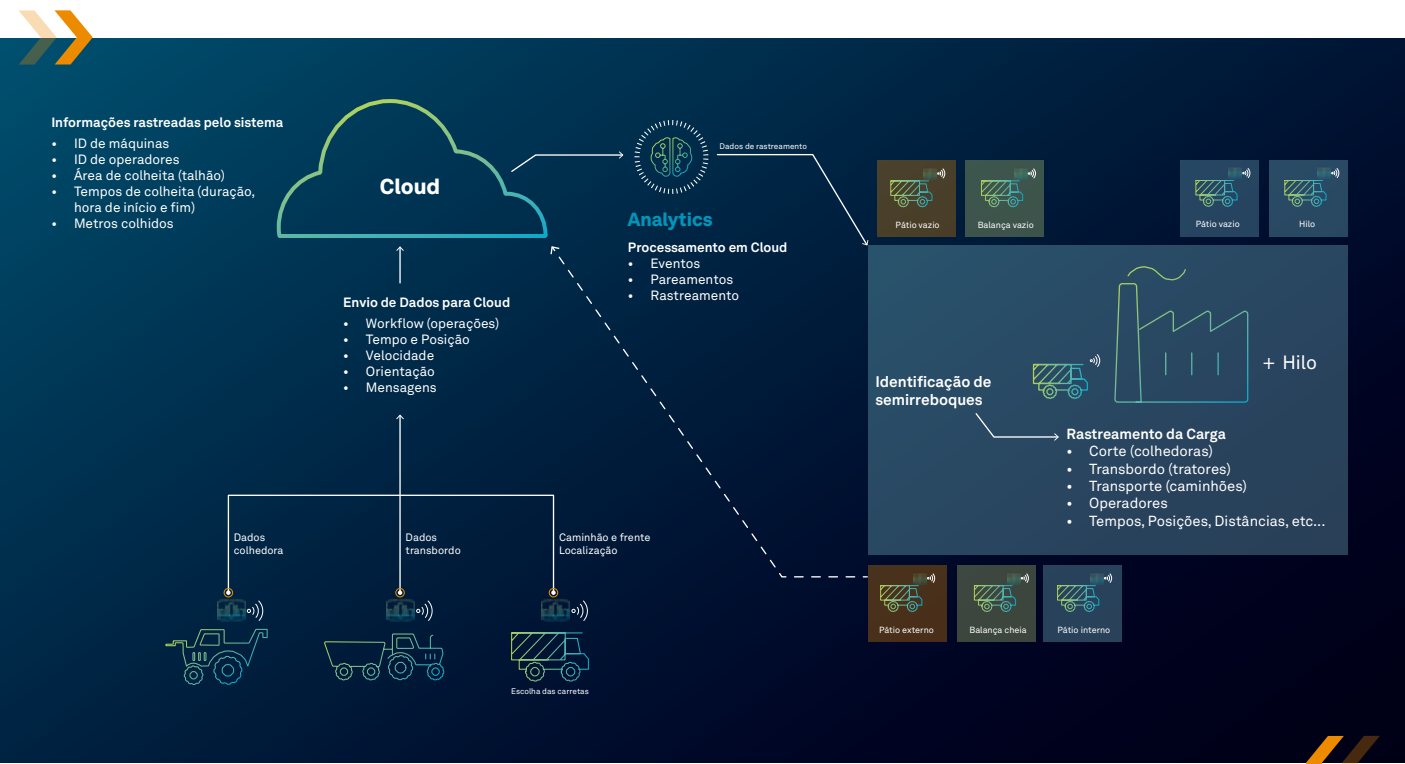 Informações rastreadas pelo sistema
• ID de máquinas
• ID de operadores
• Área de colheita (talhão)
• Tempos de colheita (duração,
hora de início e fim)
• Metros colhidos
Cloud
Envio de Dados para Cloud
• Workflow (operações)
• Tempo e Posição
• Velocidade
• Orientação
• Mensagens
Dados
colhedora
Dados
transbordo
Caminhão e frente
Localização
Escolha das carretas
Analytics
Processamento em Cloud
• Eventos
• Pareamentos
• Rastreamento
Dados de rastreamento
Pátio vazio
Balança vazio
Pátio vazio
Hilo
+ Hilo
Identificação de
semirreboques
Rastreamento da Carga
• Corte (colhedoras)
• Transbordo (tratores)
• Transporte (caminhões)
• Operadores
• Tempos, Posições, Distâncias, etc...
Pátio externo
Balança cheia
Pátio interno